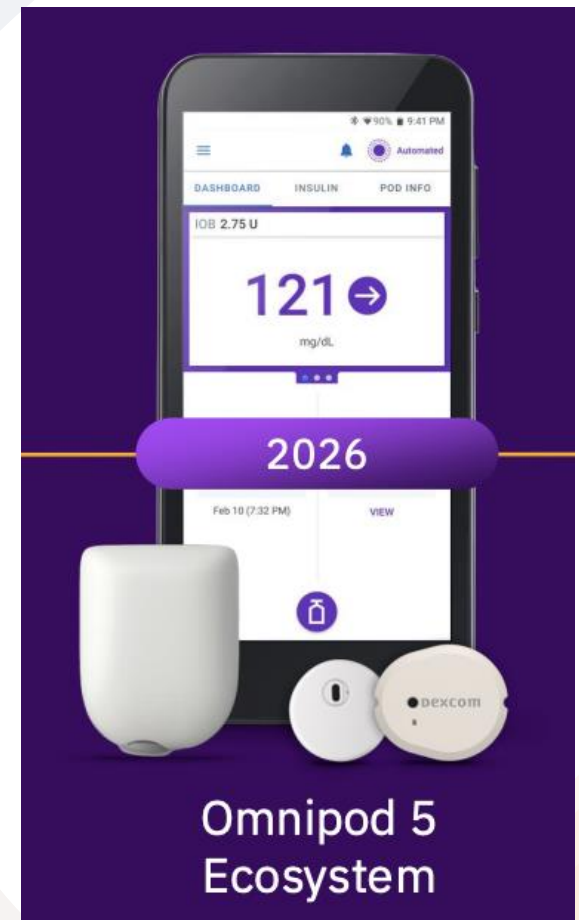 90% 9:41 PM
Automated
DASHBOARD INSULIN POD INFO
IOB 2.75 U
121
mg/dL
2026
Feb 10 (7:32 PM) VIEW
Dexcom
Omnipod 5
Ecosystem